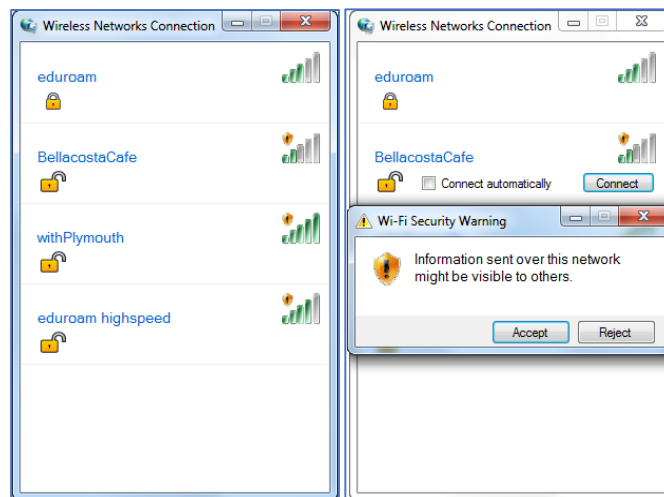 Wireless Networks Connection
eduroam
BellacostaCafe
withPlymouth
eduroam highspeed
Wireless Networks Connection
eduroam
BellacostaCafe
Connect automatically
Connect
Wi-Fi Security Warning
Information sent over this network
might be visible to others.
Accept
Reject